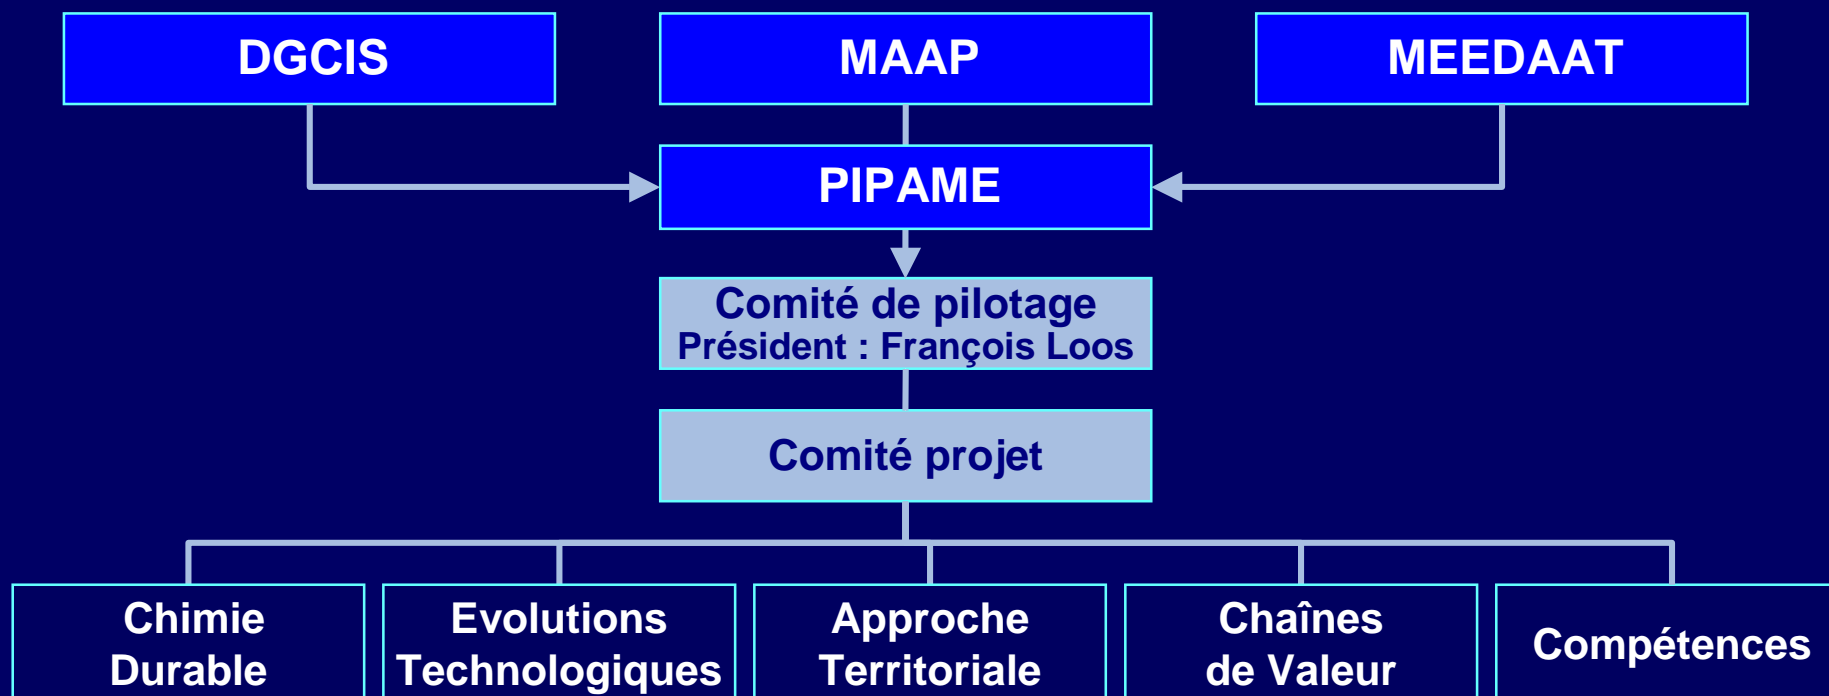 DGCIS
MAAP
MEEDAAT
PIPAME
Comité de pilotage
Président : François Loos
Comité projet
Chimie
Durable
Evolutions
Technologiques
Approche
Territoriale
Chaînes
de Valeur
Compétences